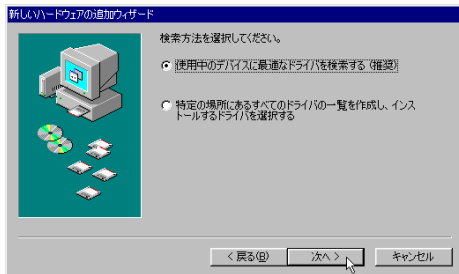 新しいハードウェアの追加ウィザード
検索方法を選択してください。
使用中のデバイスに最適なドライバを検索する (推奨)
特定の場所にあるすべてのドライバの一覧を作成し、インス
トールするドライバを選択する
< 戻る(B)
次へ >
キャンセル